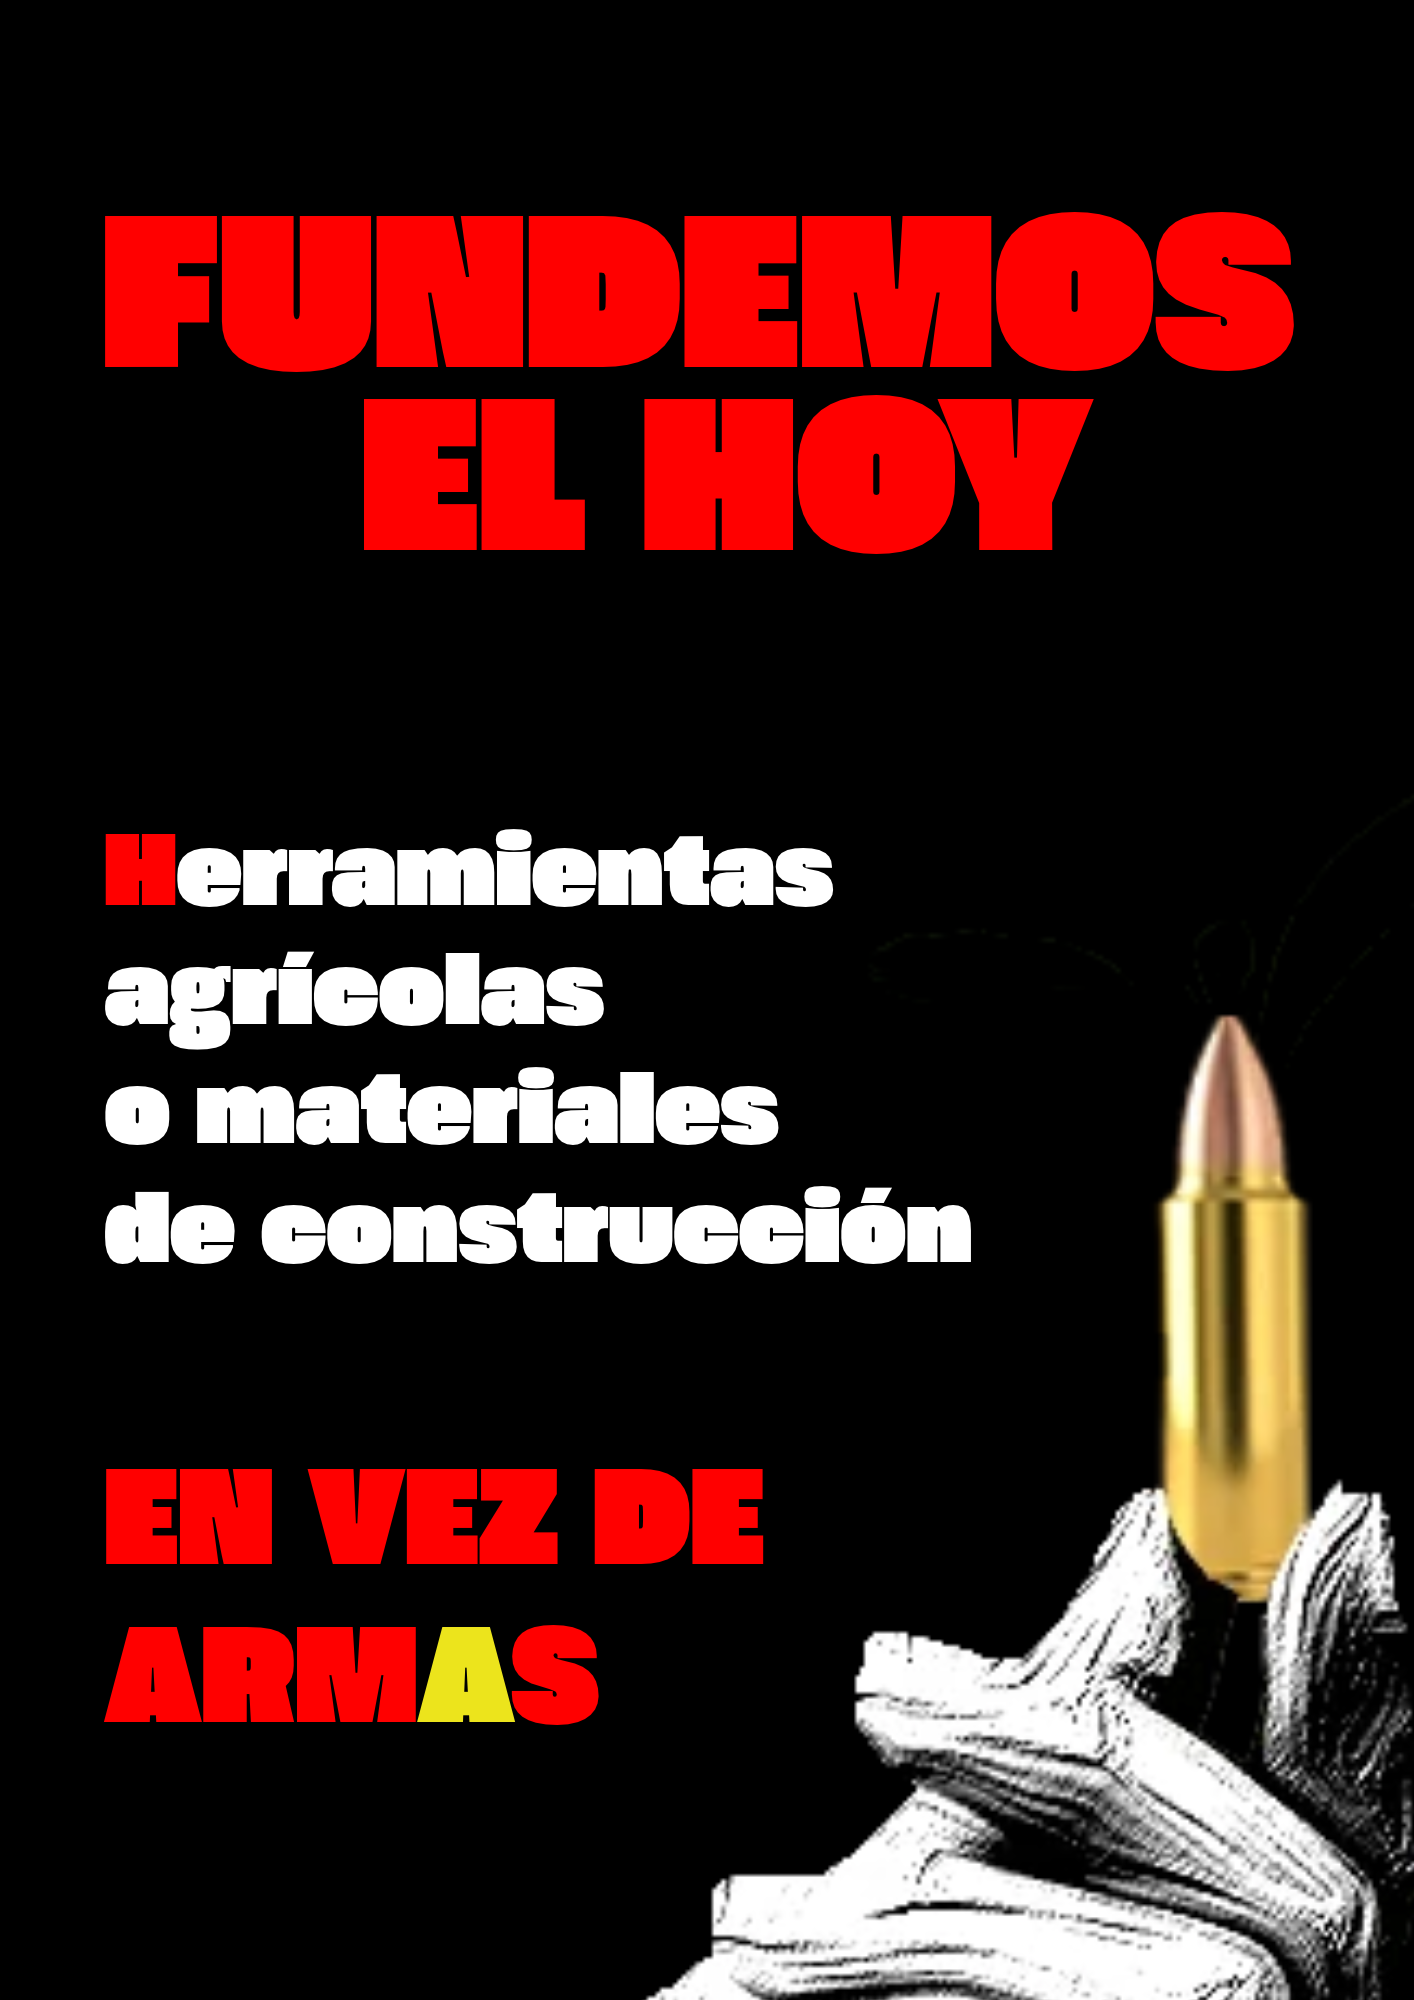 FUNDEMOS
EL HOY
Herramientas
agrícolas
o materiales
de construcción
EN VEZ DE
ARMAS